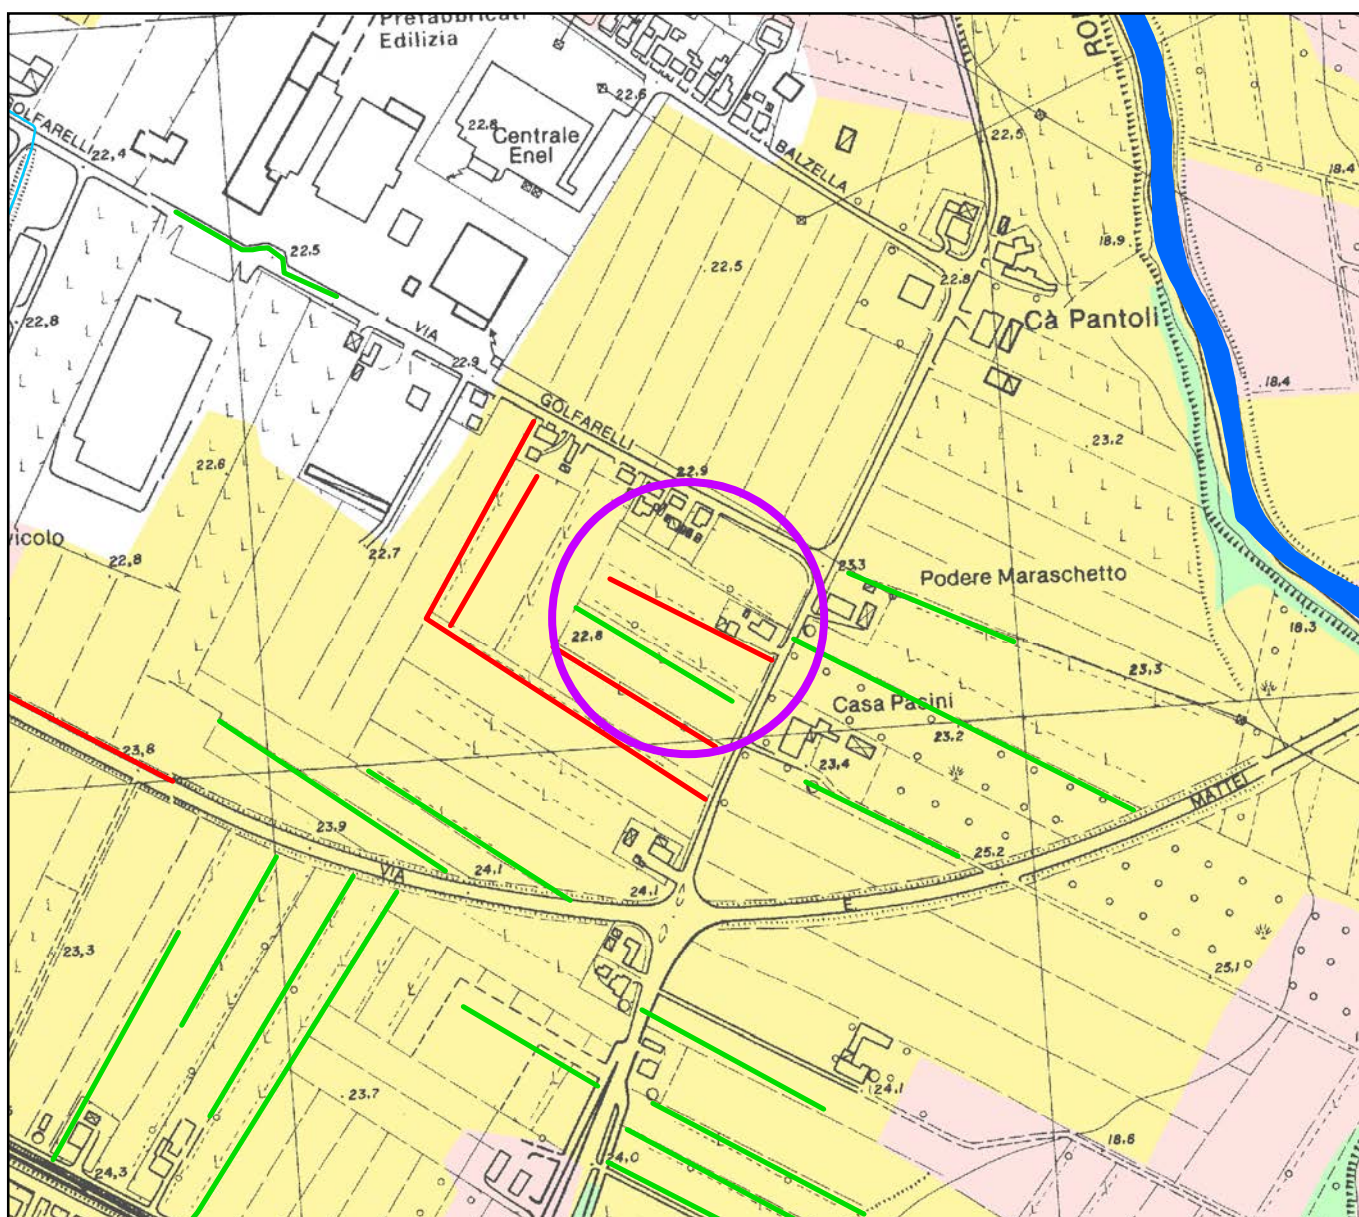 Prefabbricati
Edilizia
RO
22,6
22,8
Centrale
Enel
GOLFARELLI
22,4
BALZELLA
22,5
18.4
18,9
22,5
22,5
22.8
22,8
Cà Pantoli
VIA
22.9
18.4
GOLFARELLI
23.2
22.6
22.9
22.7
vicolo
22,8
23,3
Podere Maraschetto
22,8
18.3
23,3
Casa Pasini
23.2
23,8
23,4
MATTEI
23.9
25.2
24.1
VIA
24.1
E.
23,3
25.1
23.7
24.1
18.6
24,3
24,0